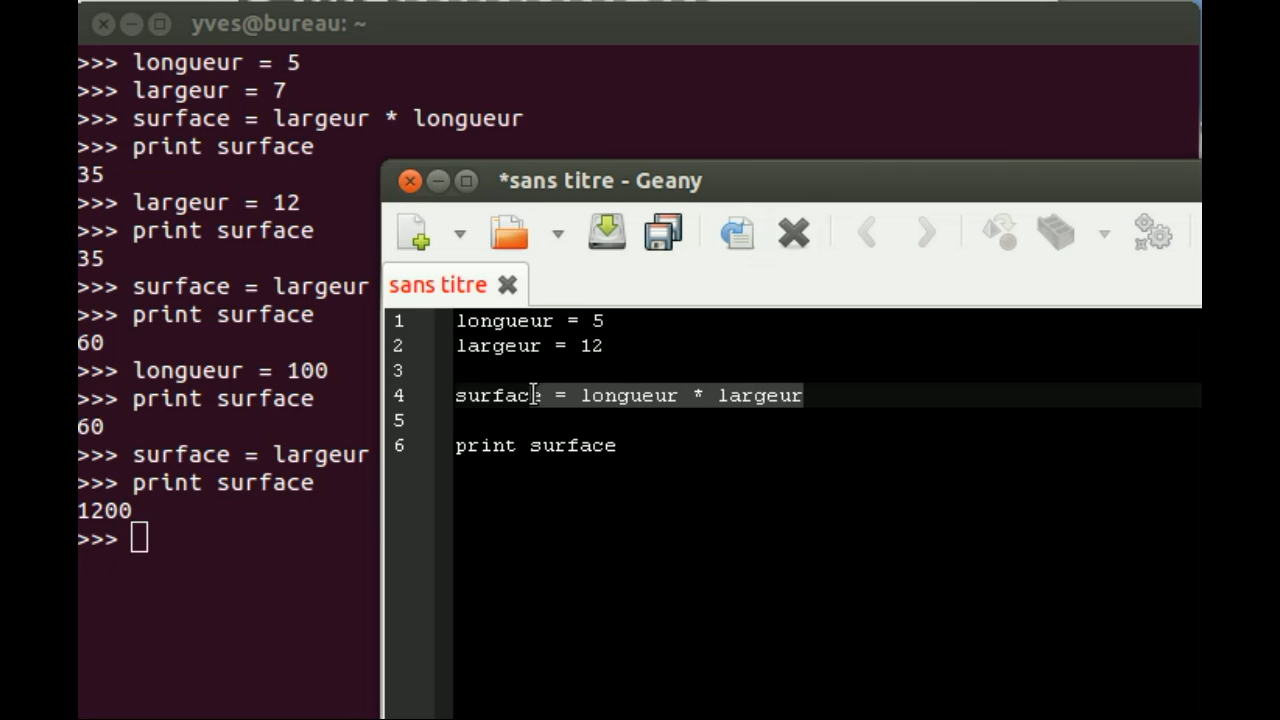 yves@bureau: ~
>>> longueur = 5
>>> largeur = 7
>>> surface = largeur * longueur
>>> print surface
35
>>> largeur = 12
>>> print surface
35
>>> surface = largeur
>>> print surface
60
>>> longueur = 100
>>> print surface
60
>>> surface = largeur
>>> print surface
1200
>>>
*sans titre - Geany
sans titre
1 longueur = 5
2 largeur = 12
3
4 surface = longueur * largeur
5
6 print surface